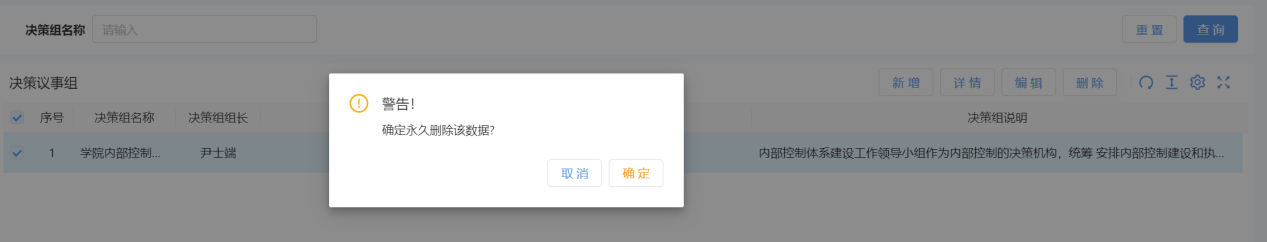 决策组名称 请输入 重置 查询
决策议事组 新增 详情 编辑 删除
序号 决策组名称 决策组组长 决策组说明
1 学院内部控制... 尹士端 内部控制体系建设工作领导小组作为内部控制的决策机构，统筹 安排内部控制建设和执...
警告!
确定永久删除该数据?
取消 确定